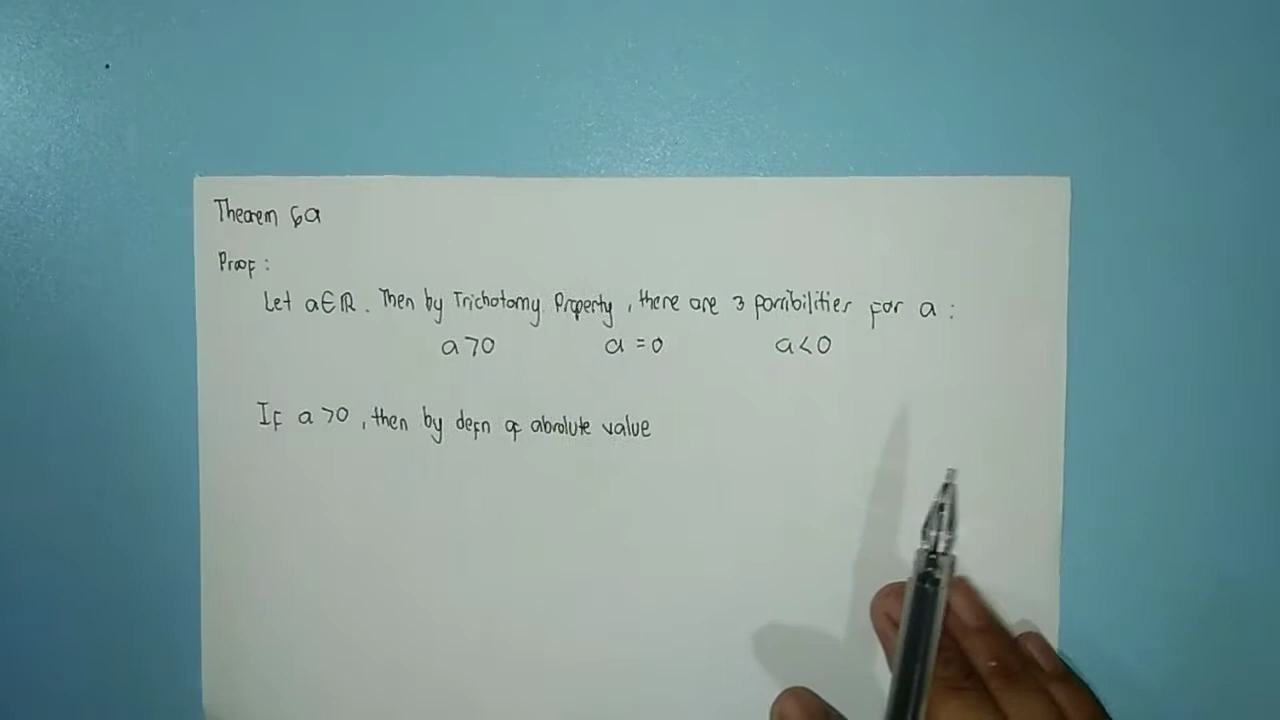 Theorem 6a
Proof :
Let a∈ℝ. Then by Trichotomy Property, there are 3 possibilities for a :
a>0 a=0 a<0
If a>0, then by defn of absolute value